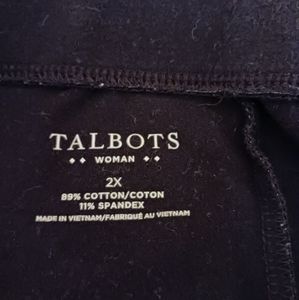 TALBOTS
WOMAN
2X
89% COTTON/COTON
11% SPANDEX
MADE IN VIETNAM/FABRIQUÉ AU VIETNAM